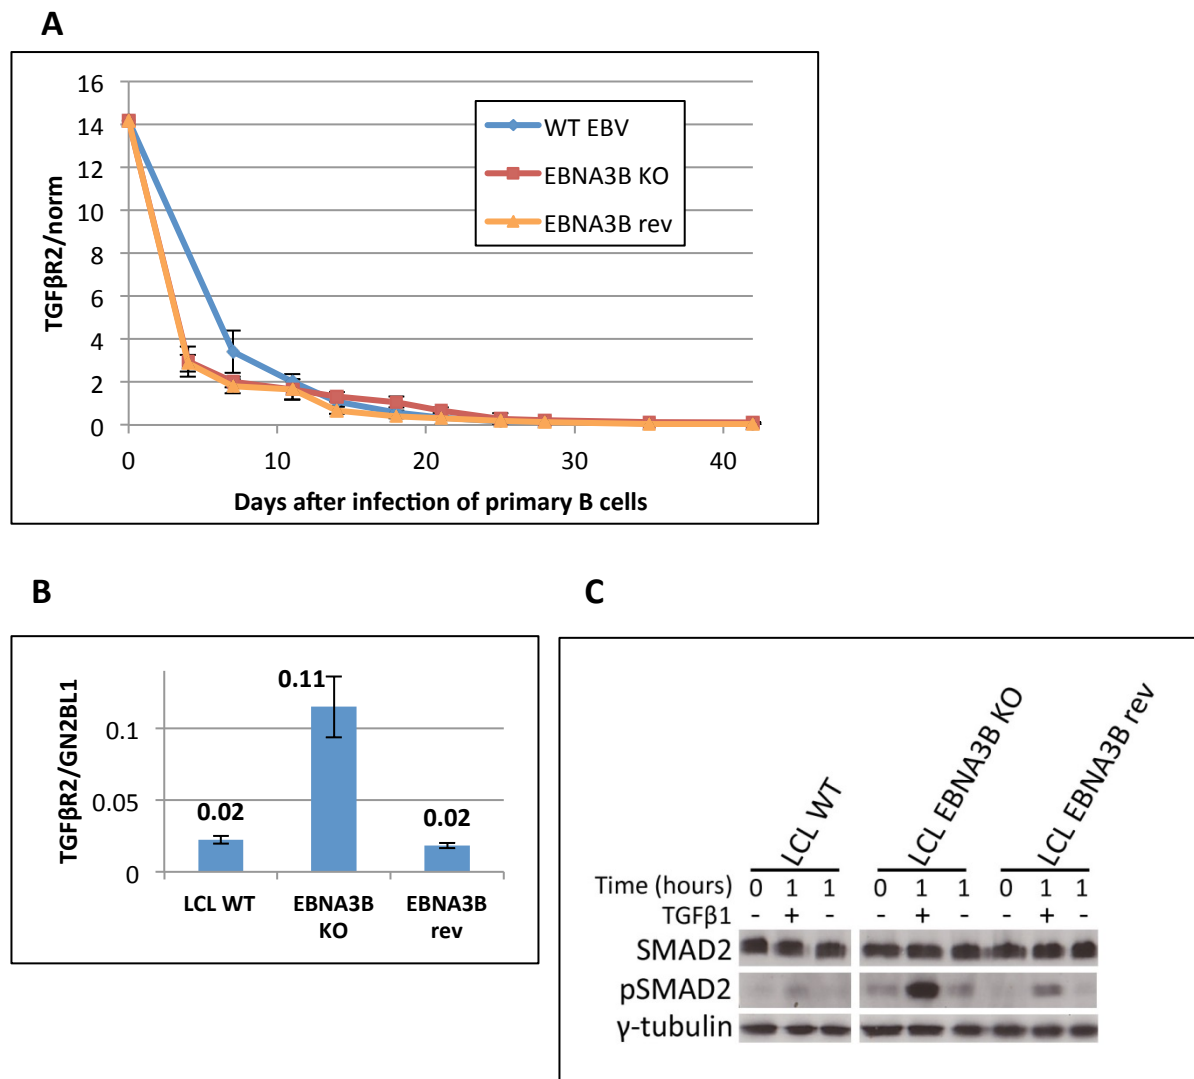 A
TGFβR2/norm
16
14
12
10
8
6
4
2
0
WT EBV
EBNA3B KO
EBNA3B rev
0 10 20 30 40
Days after infection of primary B cells
B
TGFβR2/GN2BL1
0.1
0.05
0
0.02
0.11
0.02
LCL WT
EBNA3B
KO
EBNA3B
rev
C
LCL WT
LCL EBNA3B KO
LCL EBNA3B rev
Time (hours) 0 1 1 0 1 1 0 1 1
TGFβ1 - + - - + - - + -
SMAD2
pSMAD2
γ-tubulin